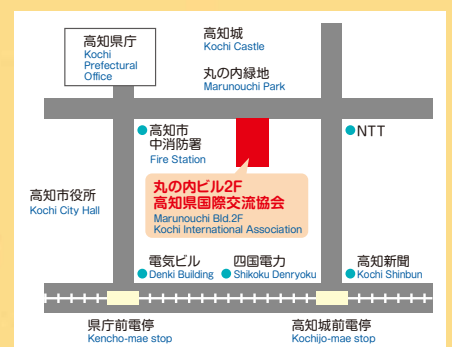 高知県庁
Kochi
Prefectural
Office
高知城
Kochi Castle
丸の内緑地
Marunouchi Park
高知市
中消防署
Fire Station
NTT
丸の内ビル2F
高知県国際交流協会
Marunouchi Bld.2F
Kochi International Association
高知市役所
Kochi City Hall
電気ビル
Denki Building
四国電力
Shikoku Denryoku
高知新聞
Kochi Shinbun
県庁前電停
Kencho-mae stop
高知城前電停
Kochijo-mae stop